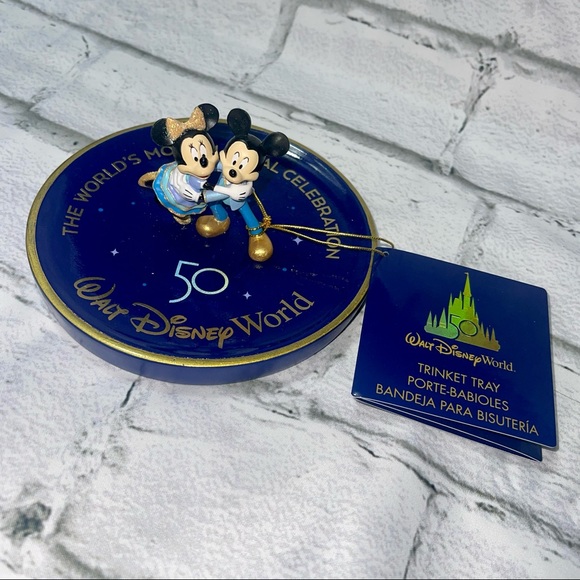 THE WORLD'S CELEBRATION
50
Walt Disney World
50
Walt Disney World.
TRINKET TRAY
PORTE-BABIOLES
BANDEJA PARA BISUTERÍA